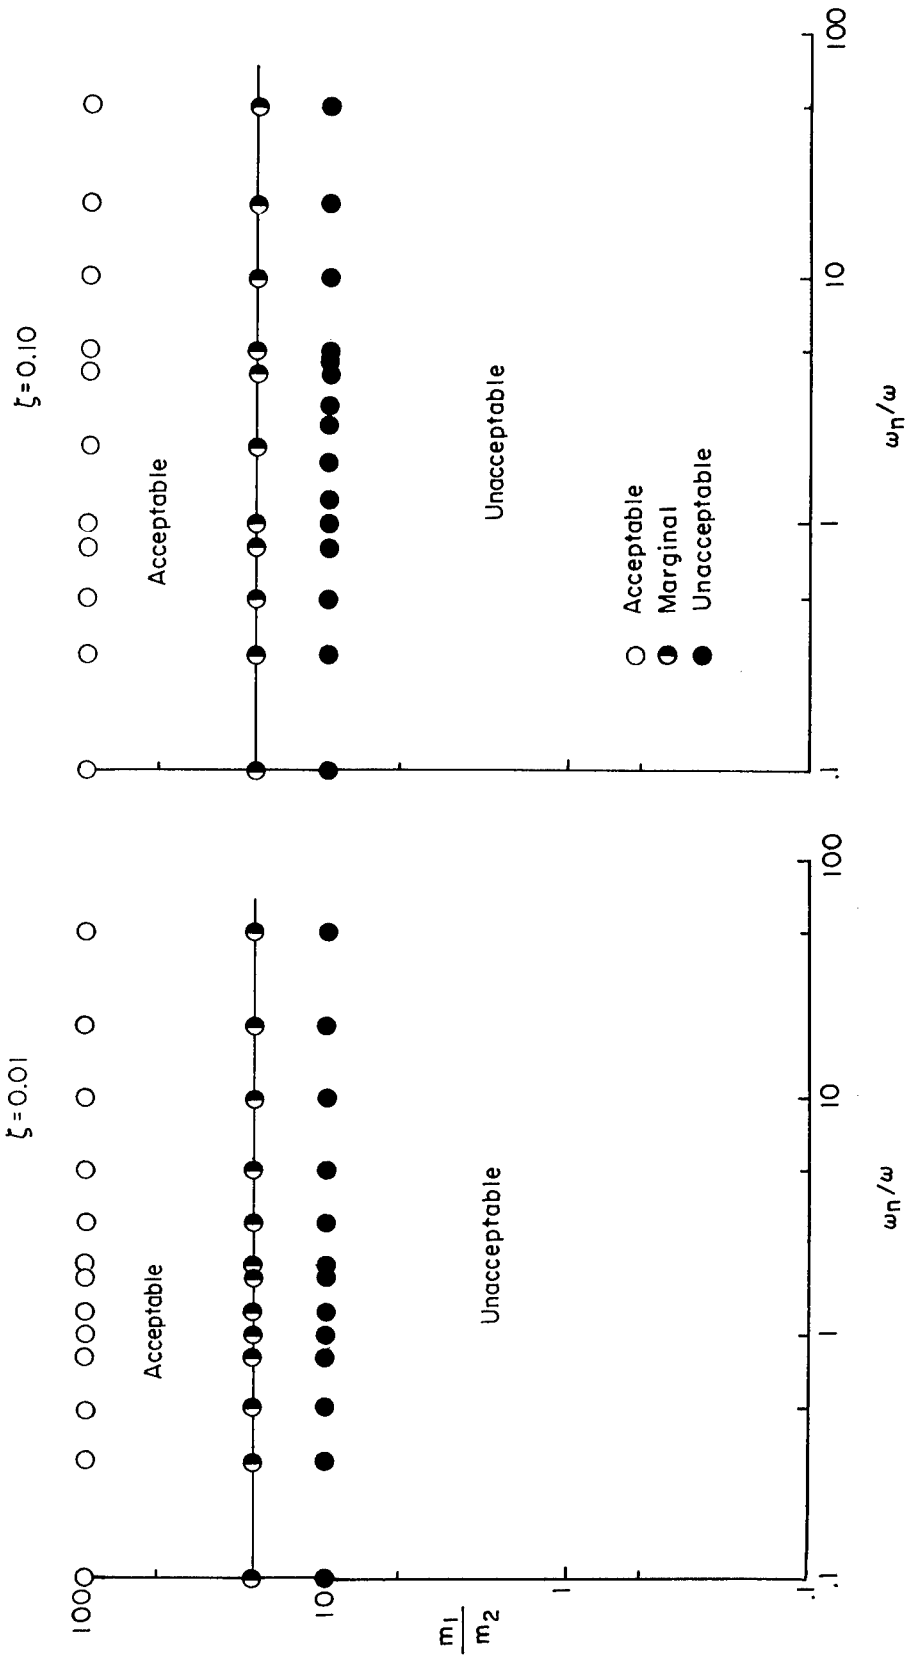 ζ = 0.01
100
Acceptable
10
m1
m2
Unacceptable
1
.1
.1 1 10 100
ωn/ω
ζ = 0.10
Acceptable
Unacceptable
Acceptable
Marginal
Unacceptable
.1 1 10 100
ωn/ω